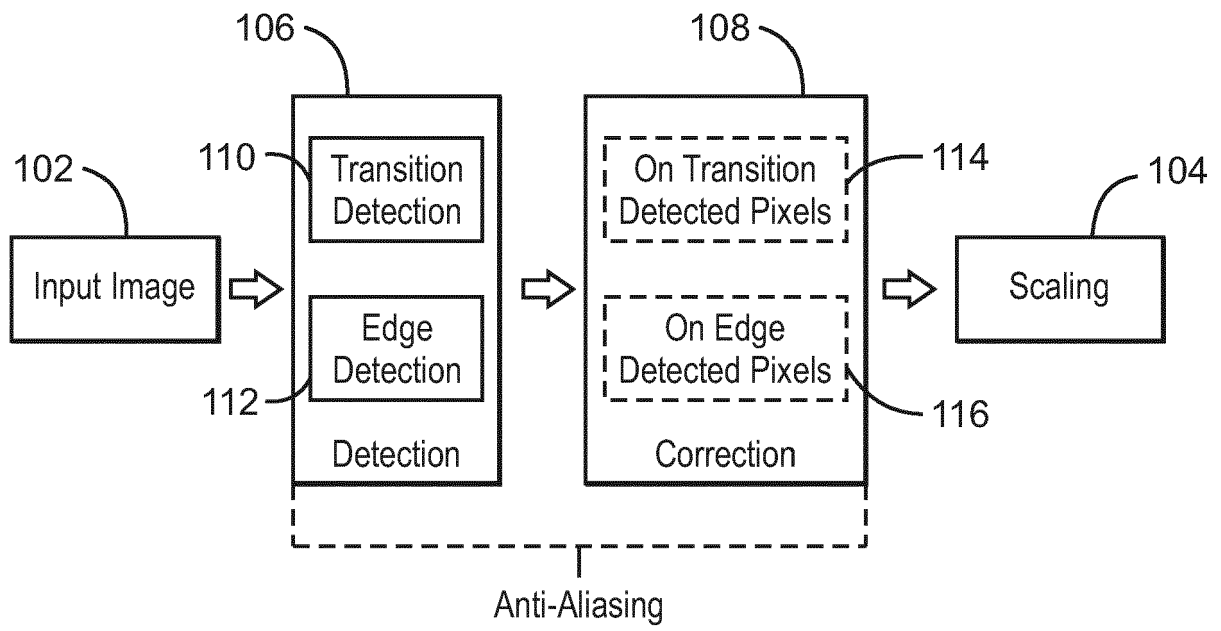 106
108
102
110
Transition
Detection
On Transition
Detected Pixels
114
104
Input Image
Scaling
112
Edge
Detection
On Edge
Detected Pixels
116
Detection
Correction
Anti-Aliasing